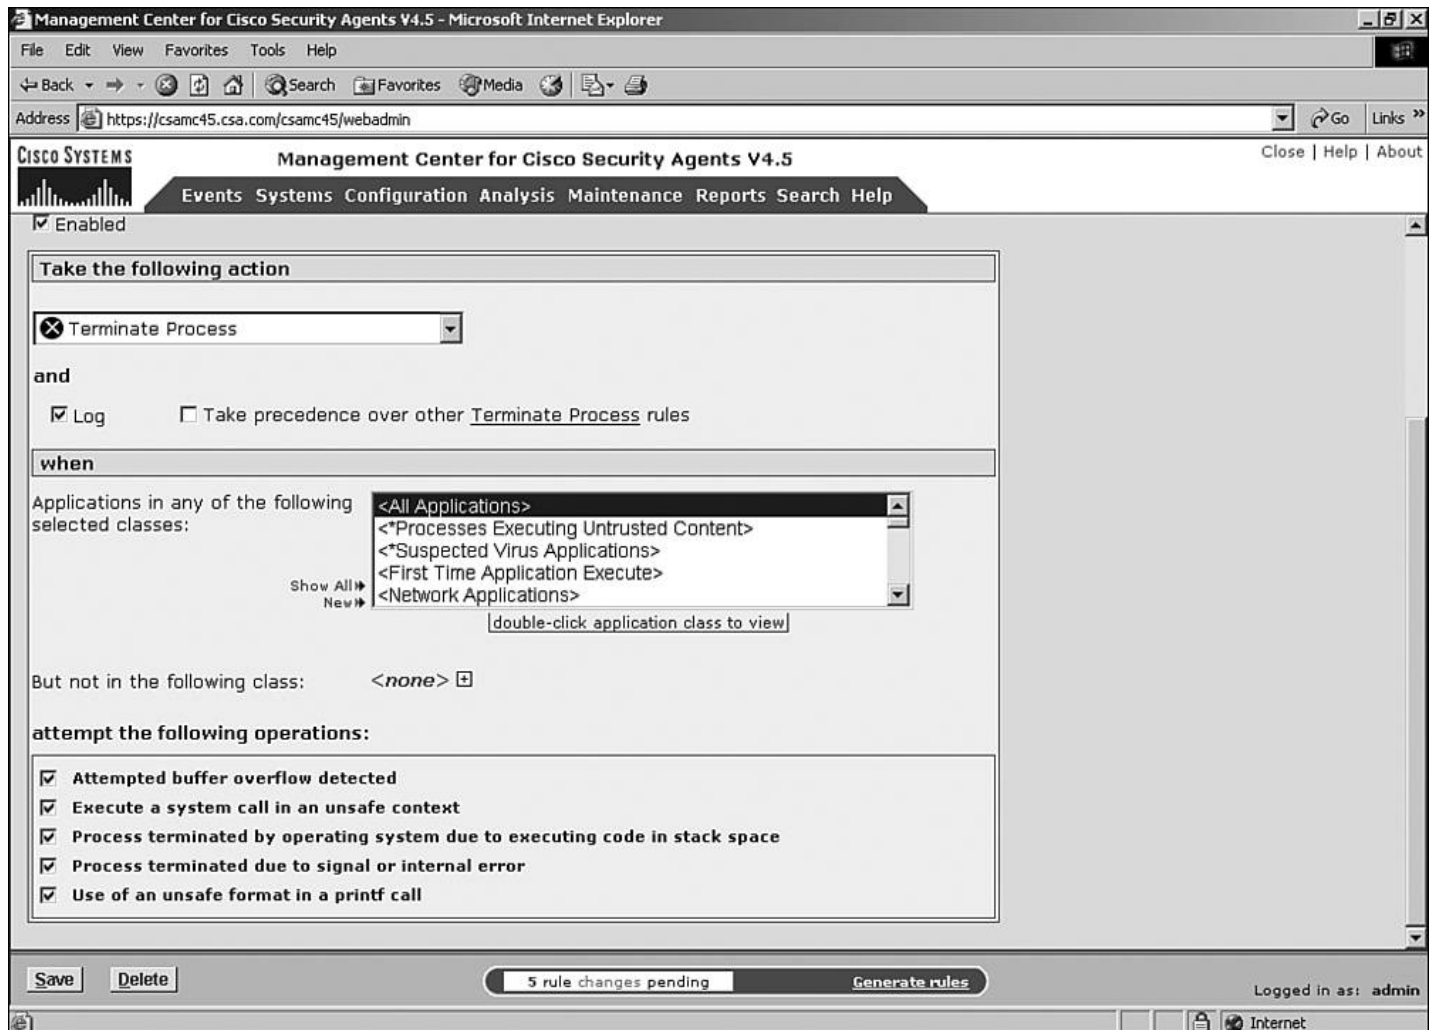 Management Center for Cisco Security Agents V4.5 - Microsoft Internet Explorer
File Edit View Favorites Tools Help
Back Search Favorites Media
Address https://csamc45.csa.com/csamc45/webadmin Go Links »
CISCO SYSTEMS
Management Center for Cisco Security Agents V4.5
Close | Help | About
Events Systems Configuration Analysis Maintenance Reports Search Help
Enabled
Take the following action
Terminate Process
and
Log Take precedence over other Terminate Process rules
when
Applications in any of the following
selected classes:
<All Applications>
<*Processes Executing Untrusted Content>
<*Suspected Virus Applications>
<First Time Application Execute>
<Network Applications>
Show All
New
double-click application class to view
But not in the following class: <none>
attempt the following operations:
Attempted buffer overflow detected
Execute a system call in an unsafe context
Process terminated by operating system due to executing code in stack space
Process terminated due to signal or internal error
Use of an unsafe format in a printf call
Save Delete 5 rule changes pending Generate rules
Logged in as: admin
Internet